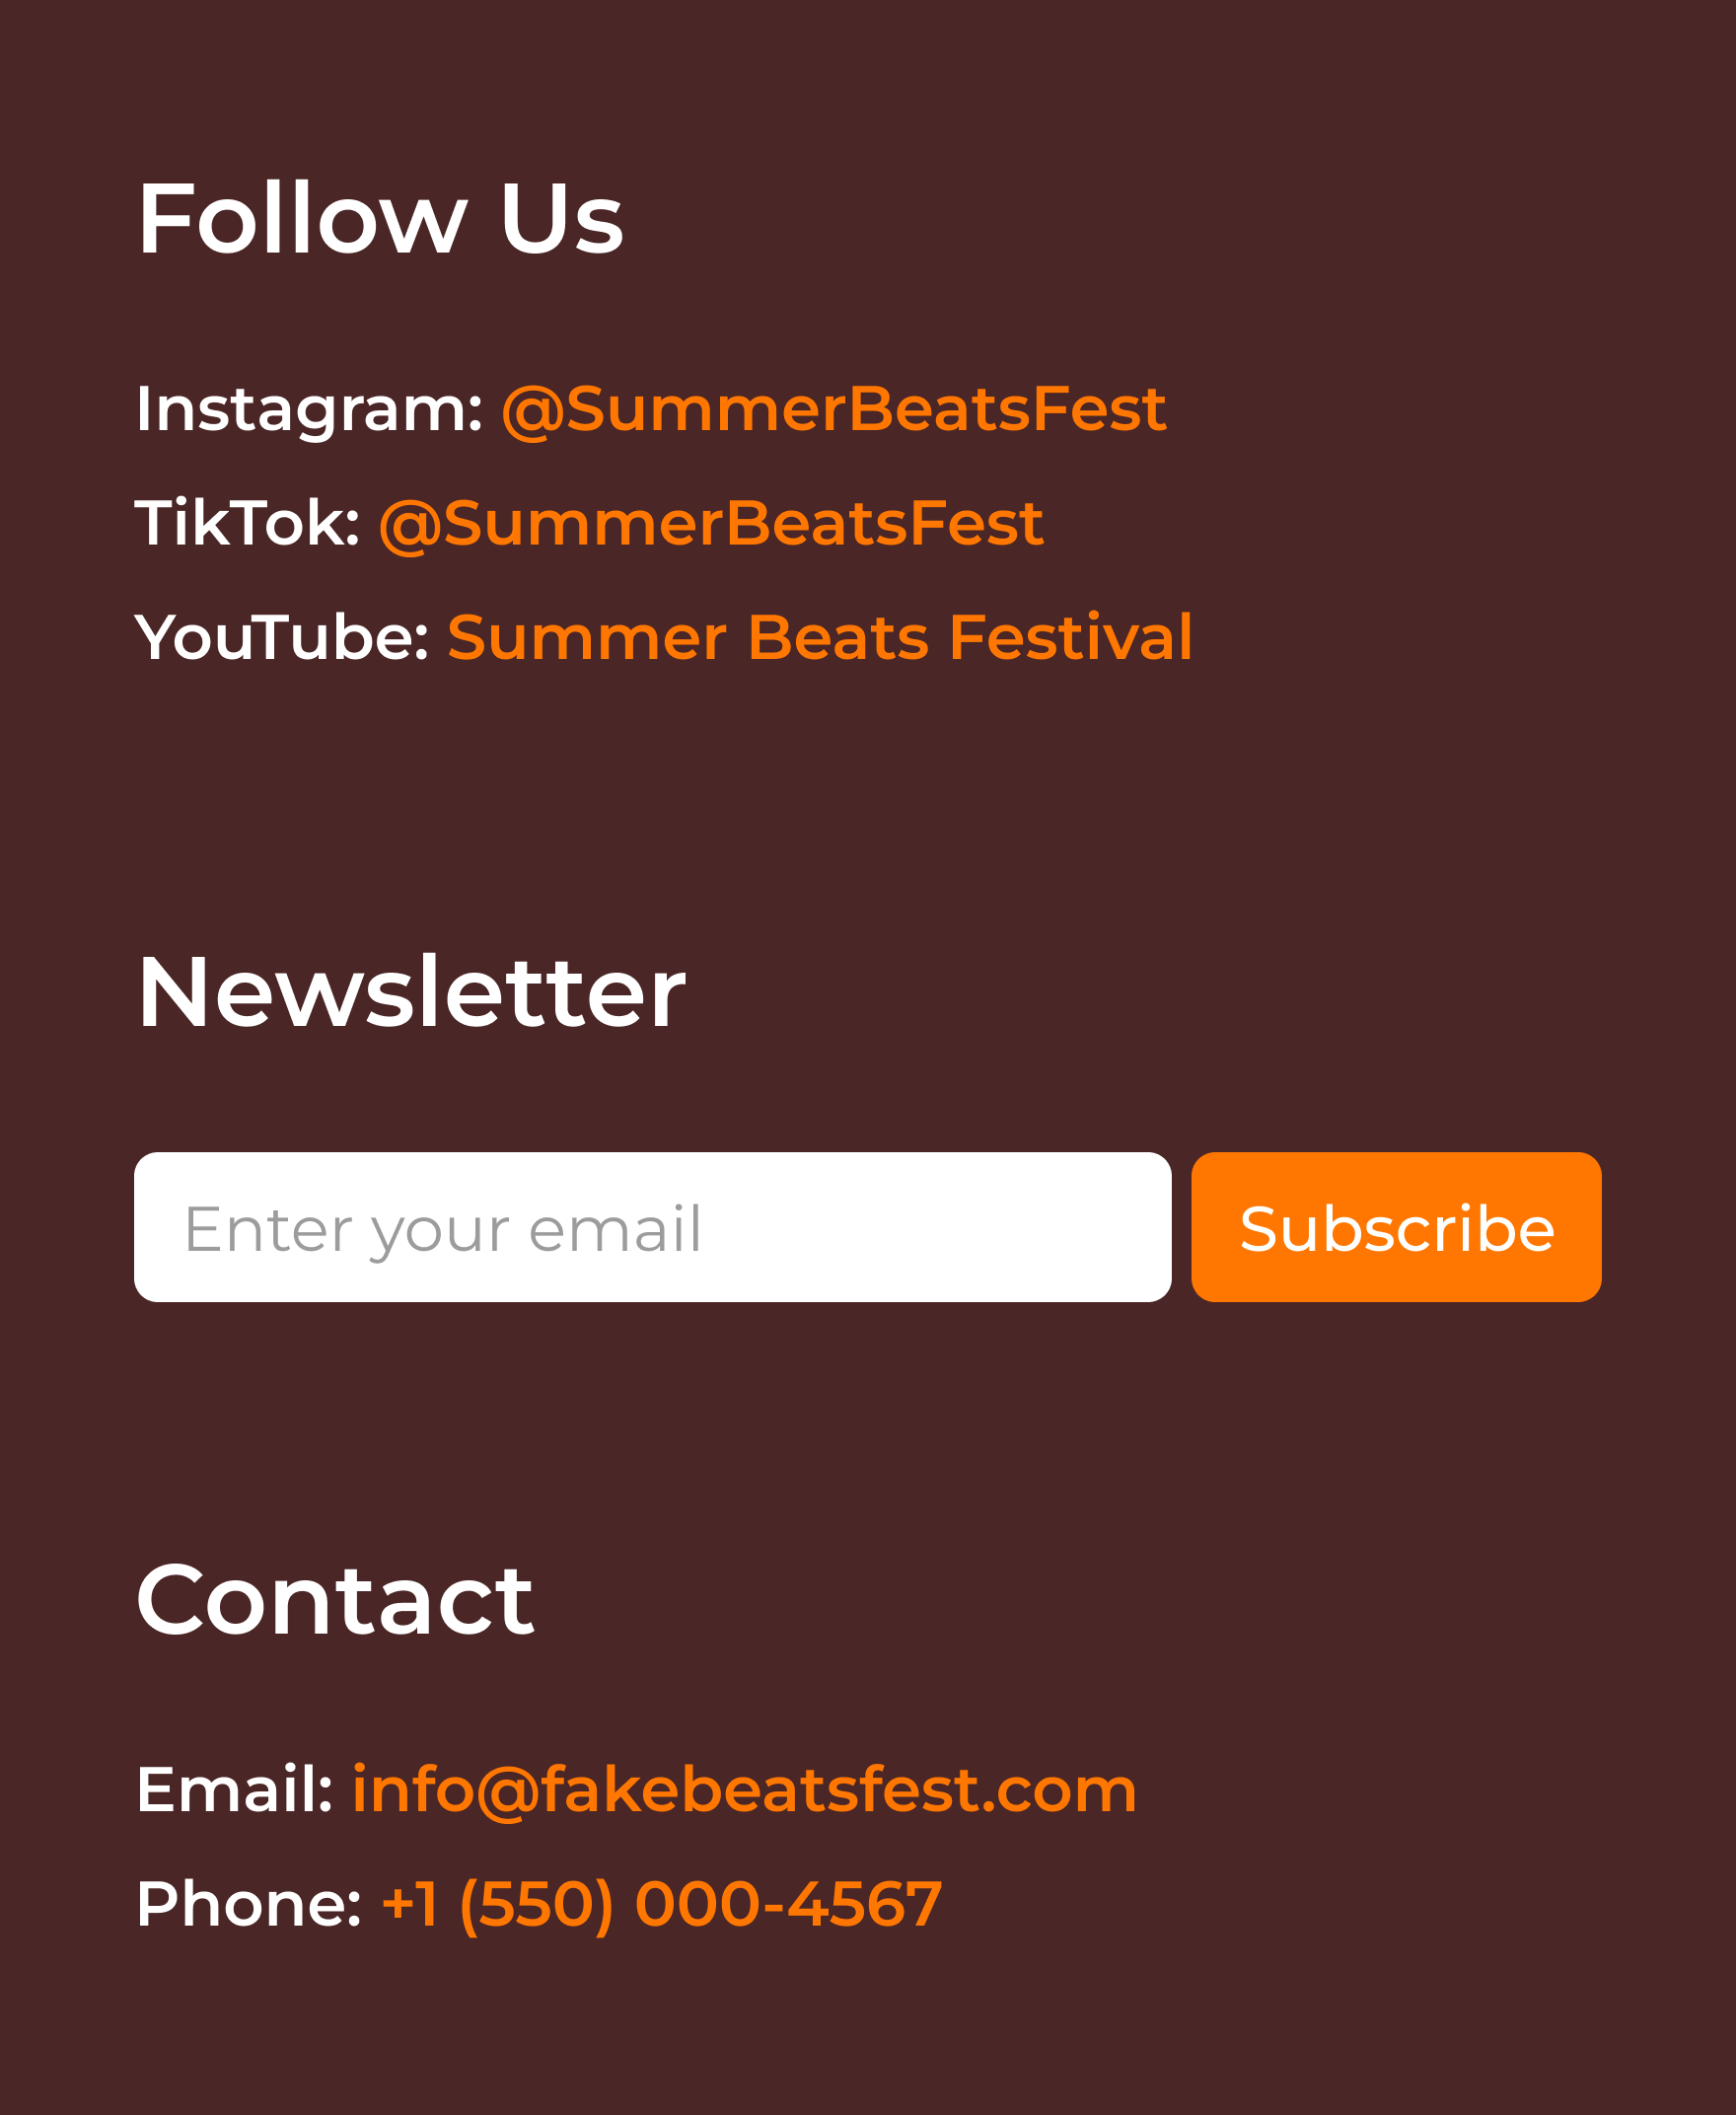 Follow Us
Instagram: @SummerBeatsFest
TikTok: @SummerBeatsFest
YouTube: Summer Beats Festival
Newsletter
Enter your email
Subscribe
Contact
Email: info@fakebeatsfest.com
Phone: +1 (550) 000-4567